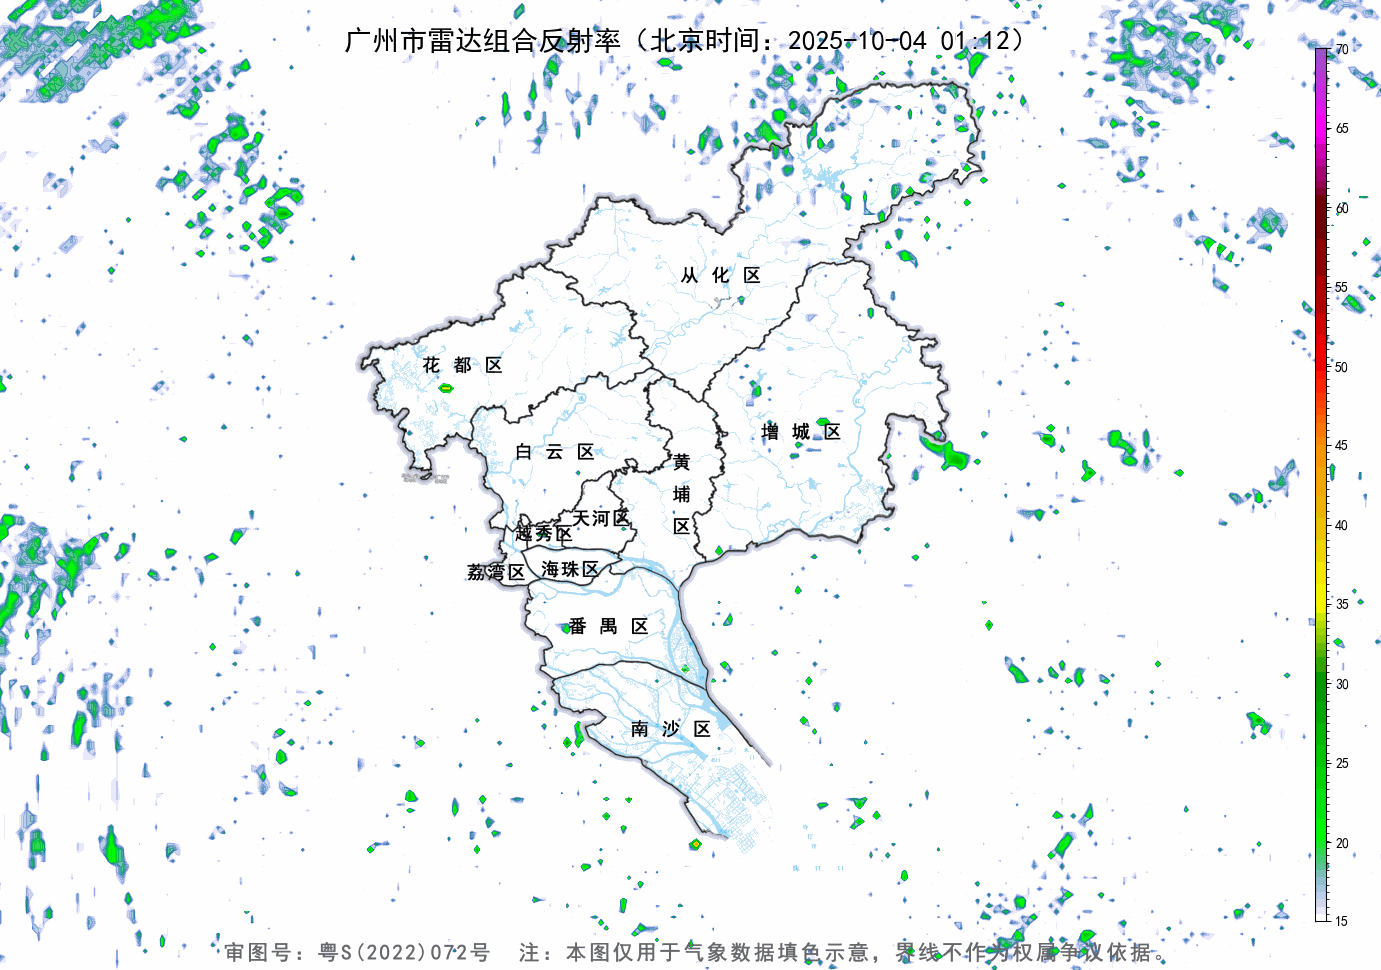 广州市雷达组合反射率（北京时间：2025-10-04 01:12）
70
65
60
55
50
45
40
35
30
25
20
15
从化区
花都区
增城区
白云区
黄埔区
天河区
越秀区
荔湾区
海珠区
番禺区
南沙区
审图号：粤S(2022)072号 注：本图仅用于气象数据填色示意，界线不作为权属争议依据。